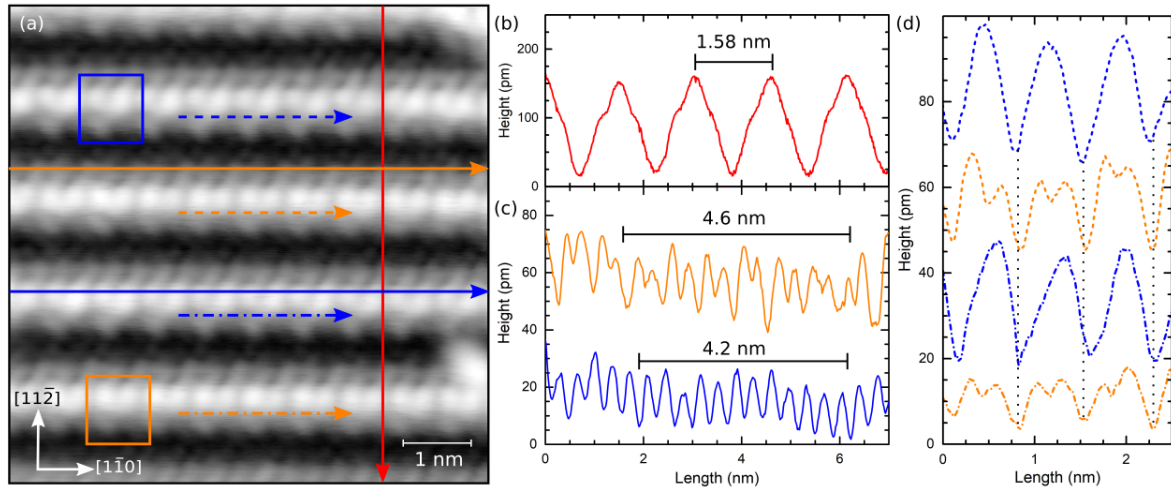 (a)
[112̄]
[11̄0]
1 nm
(b)
1.58 nm
Height (pm)
200
100
0
(c)
4.6 nm
4.2 nm
Height (pm)
80
60
40
20
0
0 2 4 6
Length (nm)
(d)
Height (pm)
80
60
40
20
0
0 1 2
Length (nm)